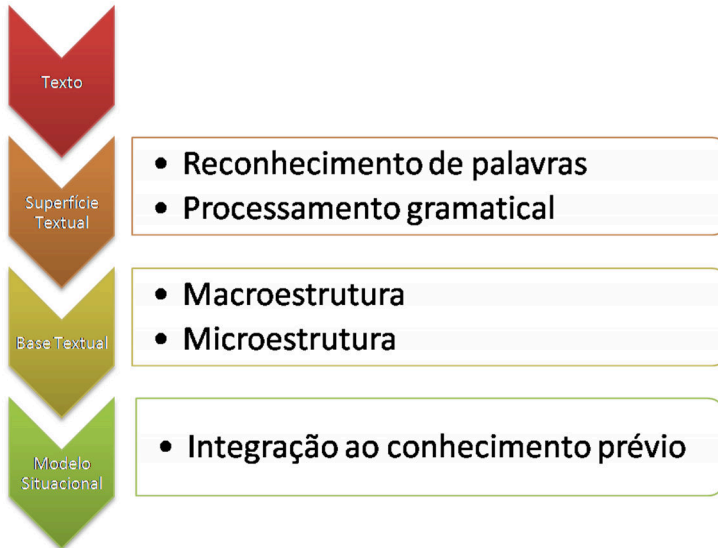 Texto
Superfície
Textual
• Reconhecimento de palavras
• Processamento gramatical
Base Textual
• Macroestrutura
• Microestrutura
Modelo
Situacional
• Integração ao conhecimento prévio